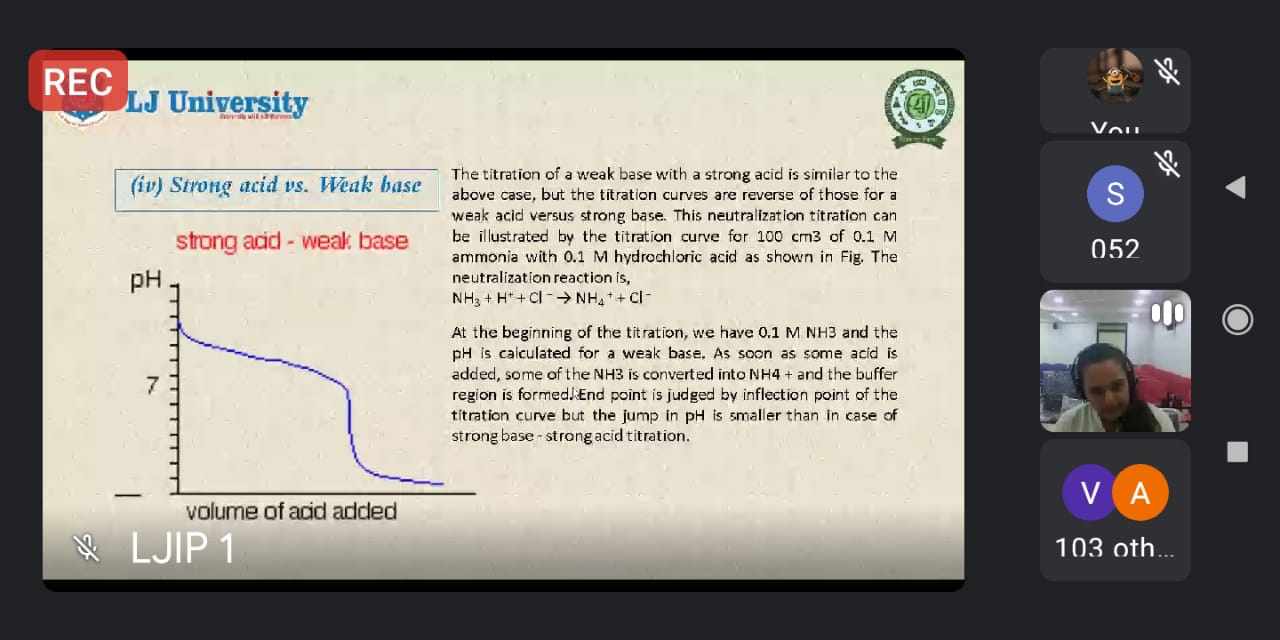 REC
LJ University
University with a Difference
(iv) Strong acid vs. Weak base
strong acid - weak base
pH
7
volume of acid added
The titration of a weak base with a strong acid is similar to the
above case, but the titration curves are reverse of those for a
weak acid versus strong base. This neutralization titration can
be illustrated by the titration curve for 100 cm3 of 0.1 M
ammonia with 0.1 M hydrochloric acid as shown in Fig. The
neutralization reaction is,
NH₃ + H⁺ + Cl ⁻ → NH₄ ⁺ + Cl ⁻
At the beginning of the titration, we have 0.1 M NH3 and the
pH is calculated for a weak base. As soon as some acid is
added, some of the NH3 is converted into NH4 + and the buffer
region is formed. End point is judged by inflection point of the
titration curve but the jump in pH is smaller than in case of
strong base - strong acid titration.
LJIP 1
You
S
052
V A
103 oth...